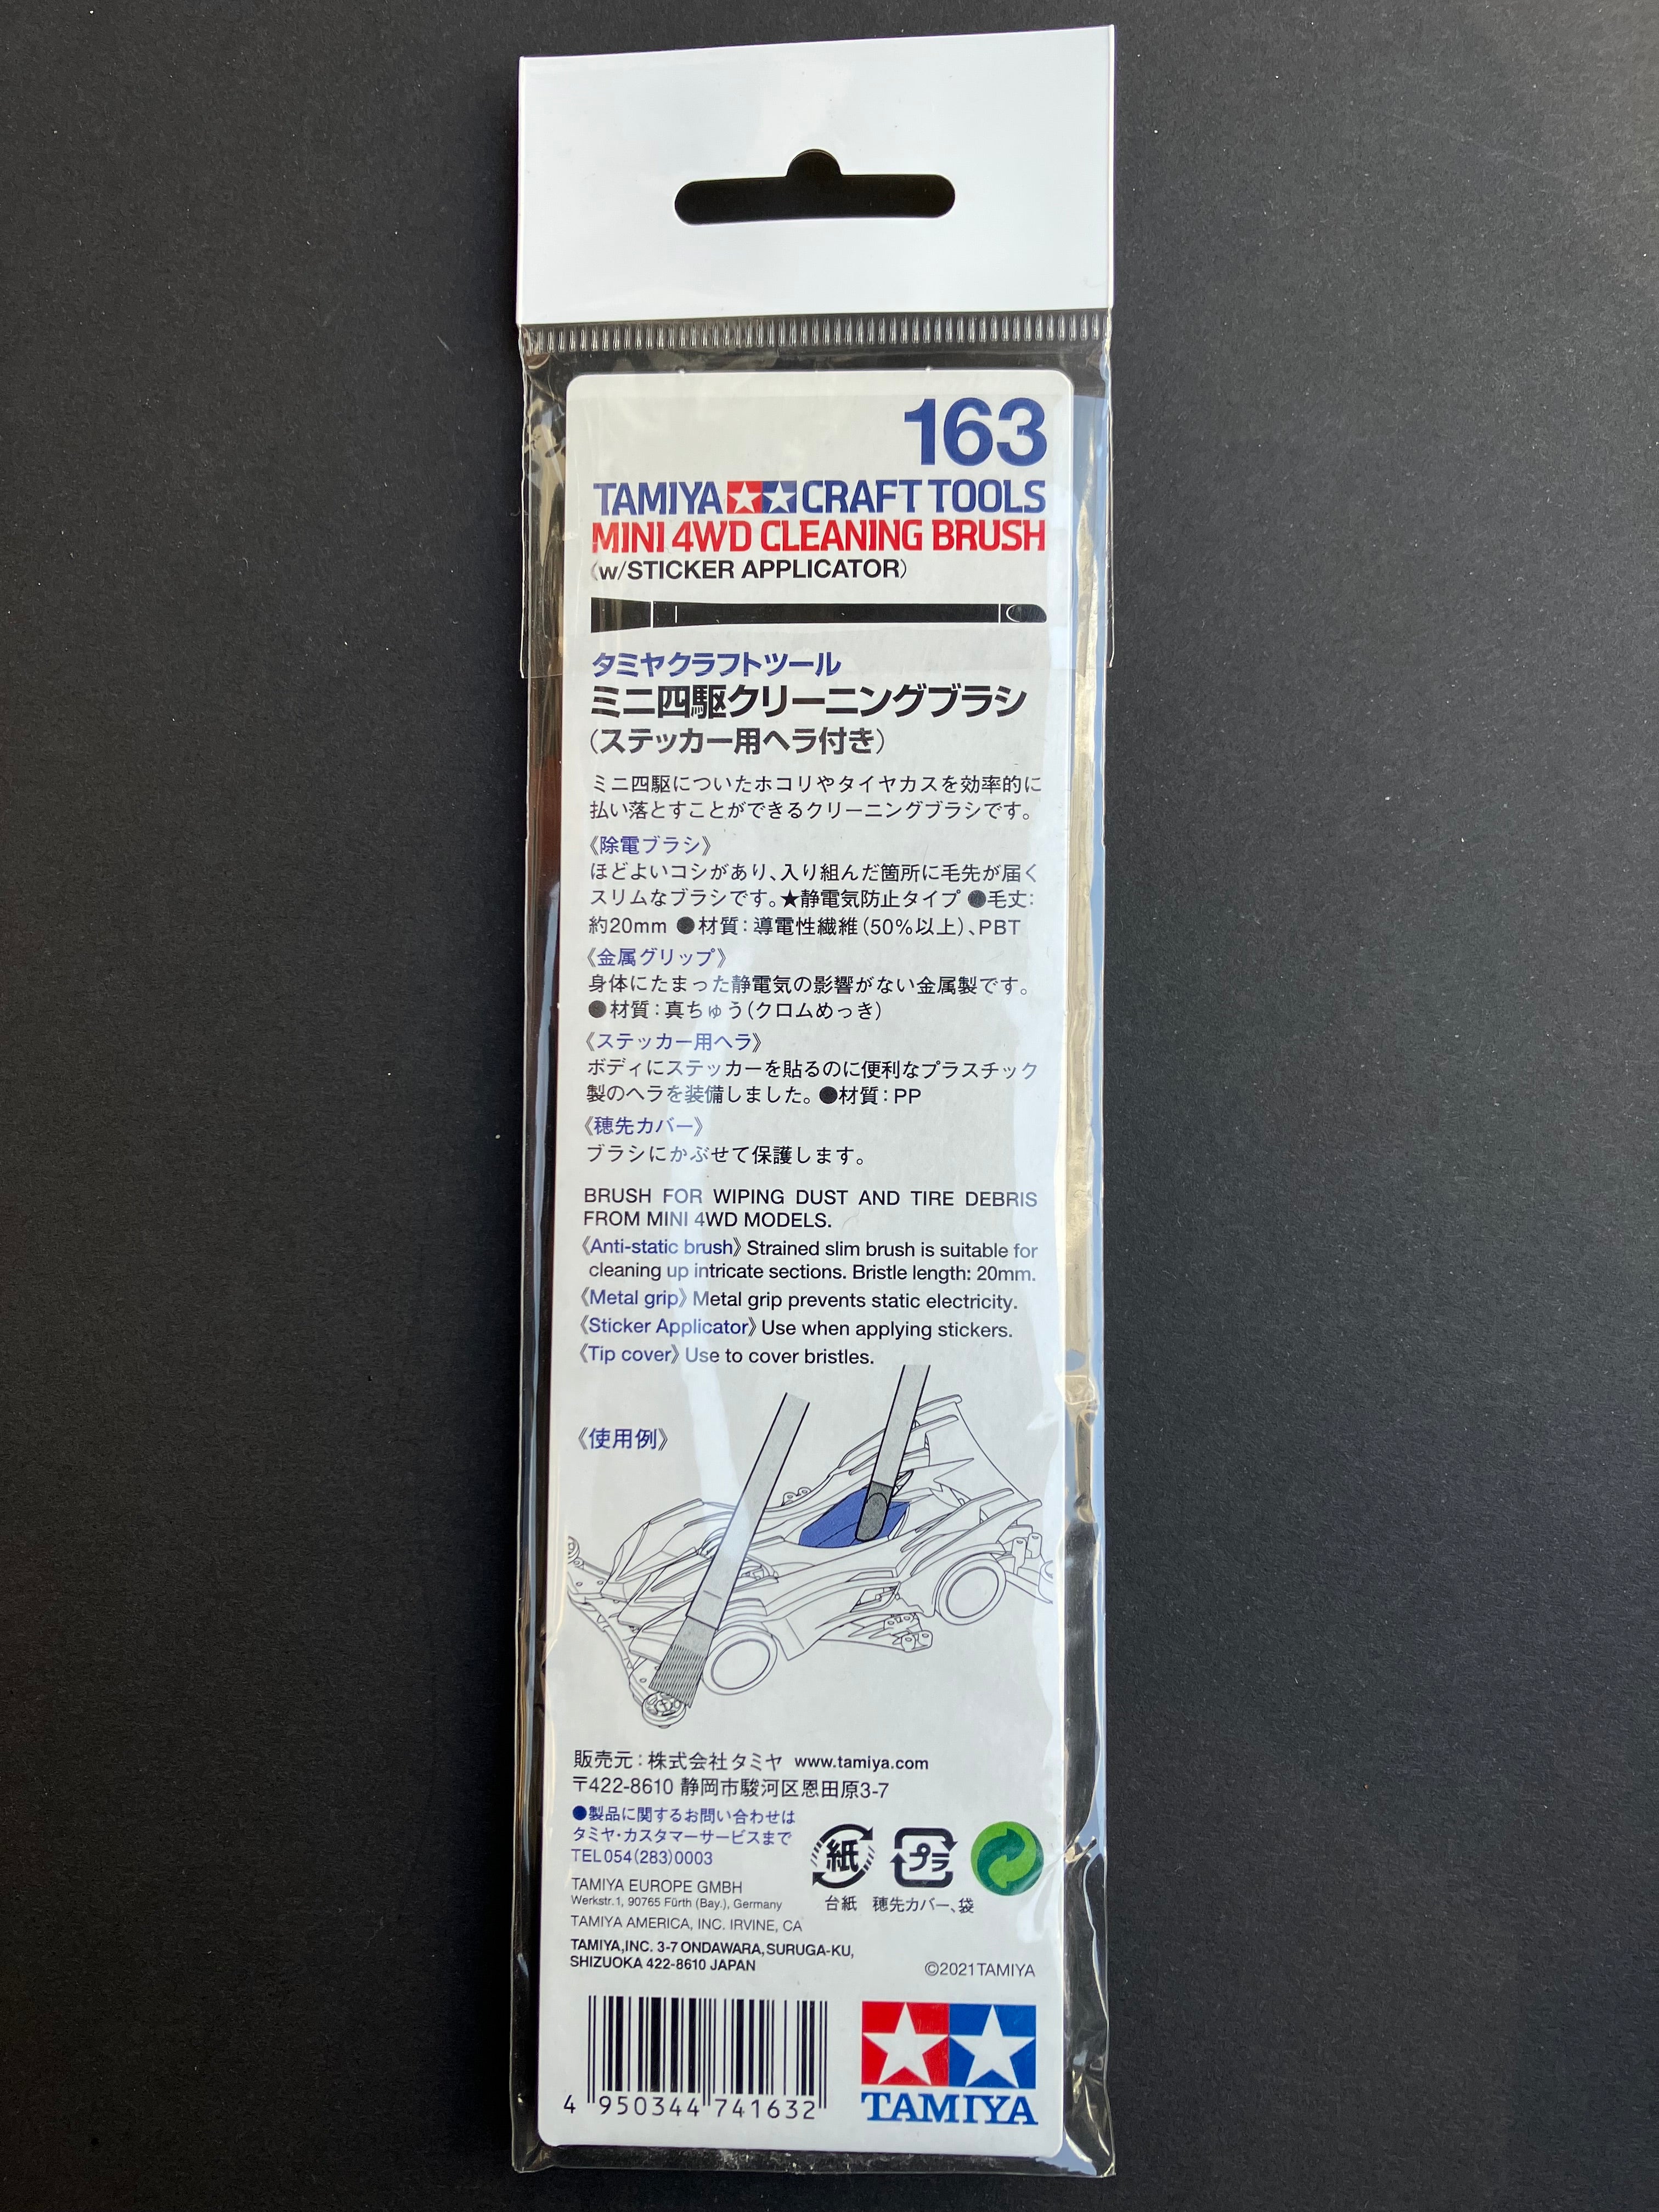 163
TAMIYA CRAFT TOOLS
MINI 4WD CLEANING BRUSH
(w/STICKER APPLICATOR)
タミヤクラフトツール
ミニ四駆クリーニングブラシ
(ステッカー用ヘラ付き)
ミニ四駆についたホコリやタイヤカスを効率的に
払い落とすことができるクリーニングブラシです。
《除電ブラシ》
ほどよいコシがあり、入り組んだ箇所に毛先が届く
スリムなブラシです。★静電気防止タイプ ●毛丈:
約20mm ●材質:導電性繊維(50%以上)、PBT
《金属グリップ》
身体にたまった静電気の影響がない金属製です。
●材質:真ちゅう(クロムめっき)
《ステッカー用ヘラ》
ボディにステッカーを貼るのに便利なプラスチック
製のヘラを装備しました。●材質:PP
《穂先カバー》
ブラシにかぶせて保護します。
BRUSH FOR WIPING DUST AND TIRE DEBRIS
FROM MINI 4WD MODELS.
《Anti-static brush》Strained slim brush is suitable for
cleaning up intricate sections. Bristle length: 20mm.
《Metal grip》Metal grip prevents static electricity.
《Sticker Applicator》Use when applying stickers.
《Tip cover》Use to cover bristles.
《使用例》
販売元:株式会社タミヤ www.tamiya.com
〒422-8610 静岡市駿河区恩田原3-7
●製品に関するお問い合わせは
タミヤ・カスタマーサービスまで
TEL054(283)0003
紙
プラ
台紙 穂先カバー、袋
TAMIYA EUROPE GMBH
Werkstr.1, 90765 Fürth (Bay.), Germany
TAMIYA AMERICA, INC. IRVINE, CA
TAMIYA,INC. 3-7 ONDAWARA,SURUGA-KU,
SHIZUOKA 422-8610 JAPAN
©2021TAMIYA
4 950344 741632
TAMIYA